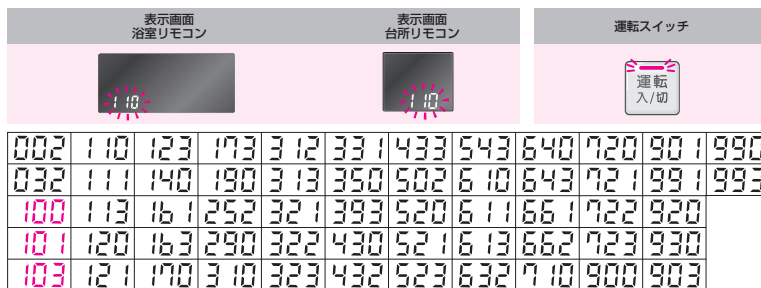 表示画面
浴室リモコン
表示画面
台所リモコン
運転スイッチ
110
110
運転
入/切
002 110 123 173 312 331 433 543 640 720 901 990
032 111 140 190 313 350 502 610 643 721 991 993
100 113 161 252 321 393 520 611 661 722 920
101 120 163 290 322 430 521 613 662 723 930
103 121 170 310 323 432 523 632 710 900 903